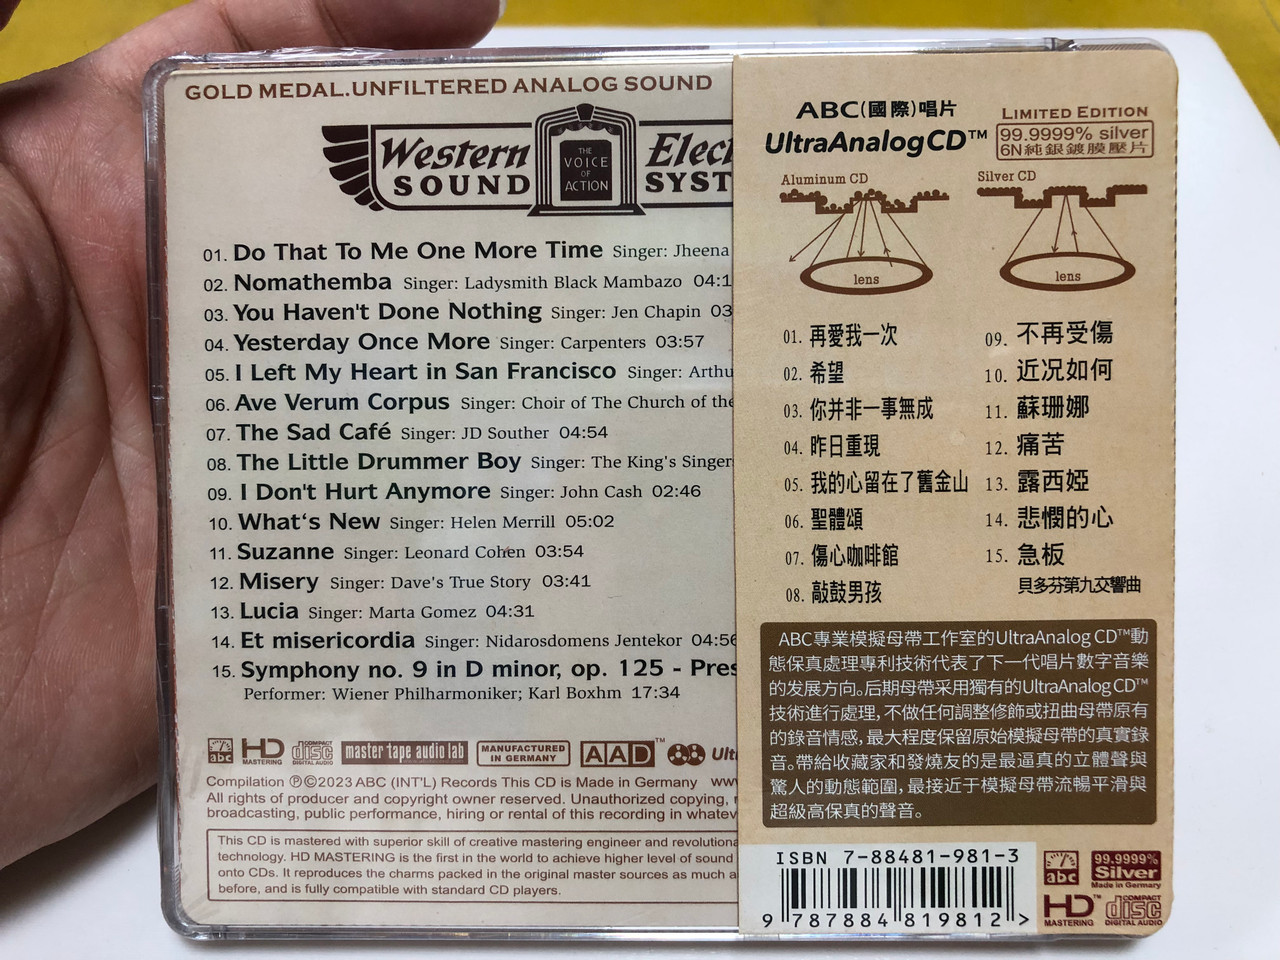 GOLD MEDAL.UNFILTERED ANALOG SOUND
Western
SOUND
THE
VOICE
OF
ACTION
Elec
SYST
01. Do That To Me One More Time Singer: Jheena
02. Nomathemba Singer: Ladysmith Black Mambazo 04:1
03. You Haven't Done Nothing Singer: Jen Chapin 03
04. Yesterday Once More Singer: Carpenters 03:57
05. I Left My Heart in San Francisco Singer: Arthu
06. Ave Verum Corpus Singer: Choir of The Church of the
07. The Sad Café Singer: JD Souther 04:54
08. The Little Drummer Boy Singer: The King's Singer
09. I Don't Hurt Anymore Singer: John Cash 02:46
10. What's New Singer: Helen Merrill 05:02
11. Suzanne Singer: Leonard Cohen 03:54
12. Misery Singer: Dave's True Story 03:41
13. Lucia Singer: Marta Gomez 04:31
14. Et misericordia Singer: Nidarosdomens Jentekor 04:56
15. Symphony no. 9 in D minor, op. 125 - Pres
Performer: Wiener Philharmoniker; Karl Boxhm 17:34
abc HD MASTERING COMPACT disc DIGITAL AUDIO master tape audio lab MANUFACTURED IN GERMANY AAD™ Ult
Compilation ℗©2023 ABC (INT'L) Records This CD is Made in Germany ww
All rights of producer and copyright owner reserved. Unauthorized copying,
broadcasting, public performance, hiring or rental of this recording in whatev
This CD is mastered with superior skill of creative mastering engineer and revolutiona
technology. HD MASTERING is the first in the world to achieve higher level of sound
onto CDs. It reproduces the charms packed in the original master sources as much a
before, and is fully compatible with standard CD players.
ABC(國際)唱片
UltraAnalogCD™
LIMITED EDITION
99.9999% silver
6N純銀鍍膜壓片
Aluminum CD
lens
Silver CD
lens
01. 再愛我一次
02. 希望
03. 你并非一事無成
04. 昨日重現
05. 我的心留在了舊金山
06. 聖體頌
07. 傷心咖啡館
08. 敲鼓男孩
09. 不再受傷
10. 近况如何
11. 蘇珊娜
12. 痛苦
13. 露西婭
14. 悲憫的心
15. 急板
貝多芬第九交響曲
ABC專業模擬母帶工作室的UltraAnalog CD™動
態保真處理專利技術代表了下一代唱片數字音樂
的发展方向。后期母帶采用獨有的UltraAnalog CD™
技術進行處理,不做任何調整修飾或扭曲母帶原有
的錄音情感,最大程度保留原始模擬母帶的真實錄
音。帶給收藏家和發燒友的是最逼真的立體聲與
驚人的動態範圍,最接近于模擬母帶流暢平滑與
超級高保真的聲音。
ISBN 7-88481-981-3
9 787884 819812 >
abc
99.9999%
Silver
Made in Germany
HD™ MASTERING
COMPACT disc DIGITAL AUDIO